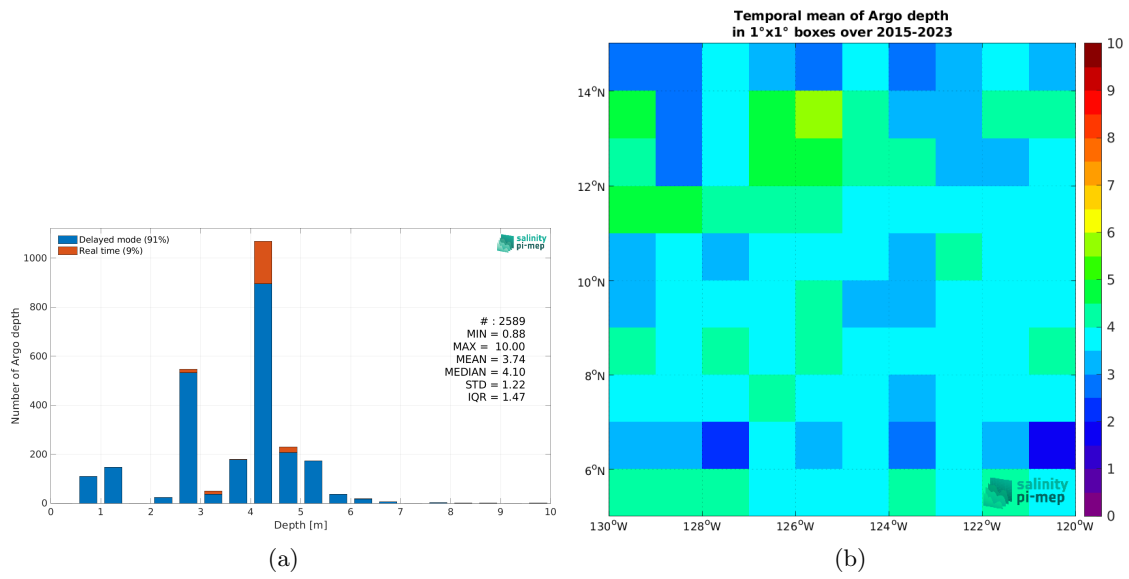 Delayed mode (91%)
Real time (9%)
salinity
pi-mep
Number of Argo depth
1000
800
600
400
200
0
# : 2589
MIN = 0.88
MAX = 10.00
MEAN = 3.74
MEDIAN = 4.10
STD = 1.22
IQR = 1.47
0 1 2 3 4 5 6 7 8 9 10
Depth [m]
(a)
Temporal mean of Argo depth
in 1°x1° boxes over 2015-2023
14°N
12°N
10°N
8°N
6°N
130°W 128°W 126°W 124°W 122°W 120°W
salinity
pi-mep
10
9
8
7
6
5
4
3
2
1
0
(b)